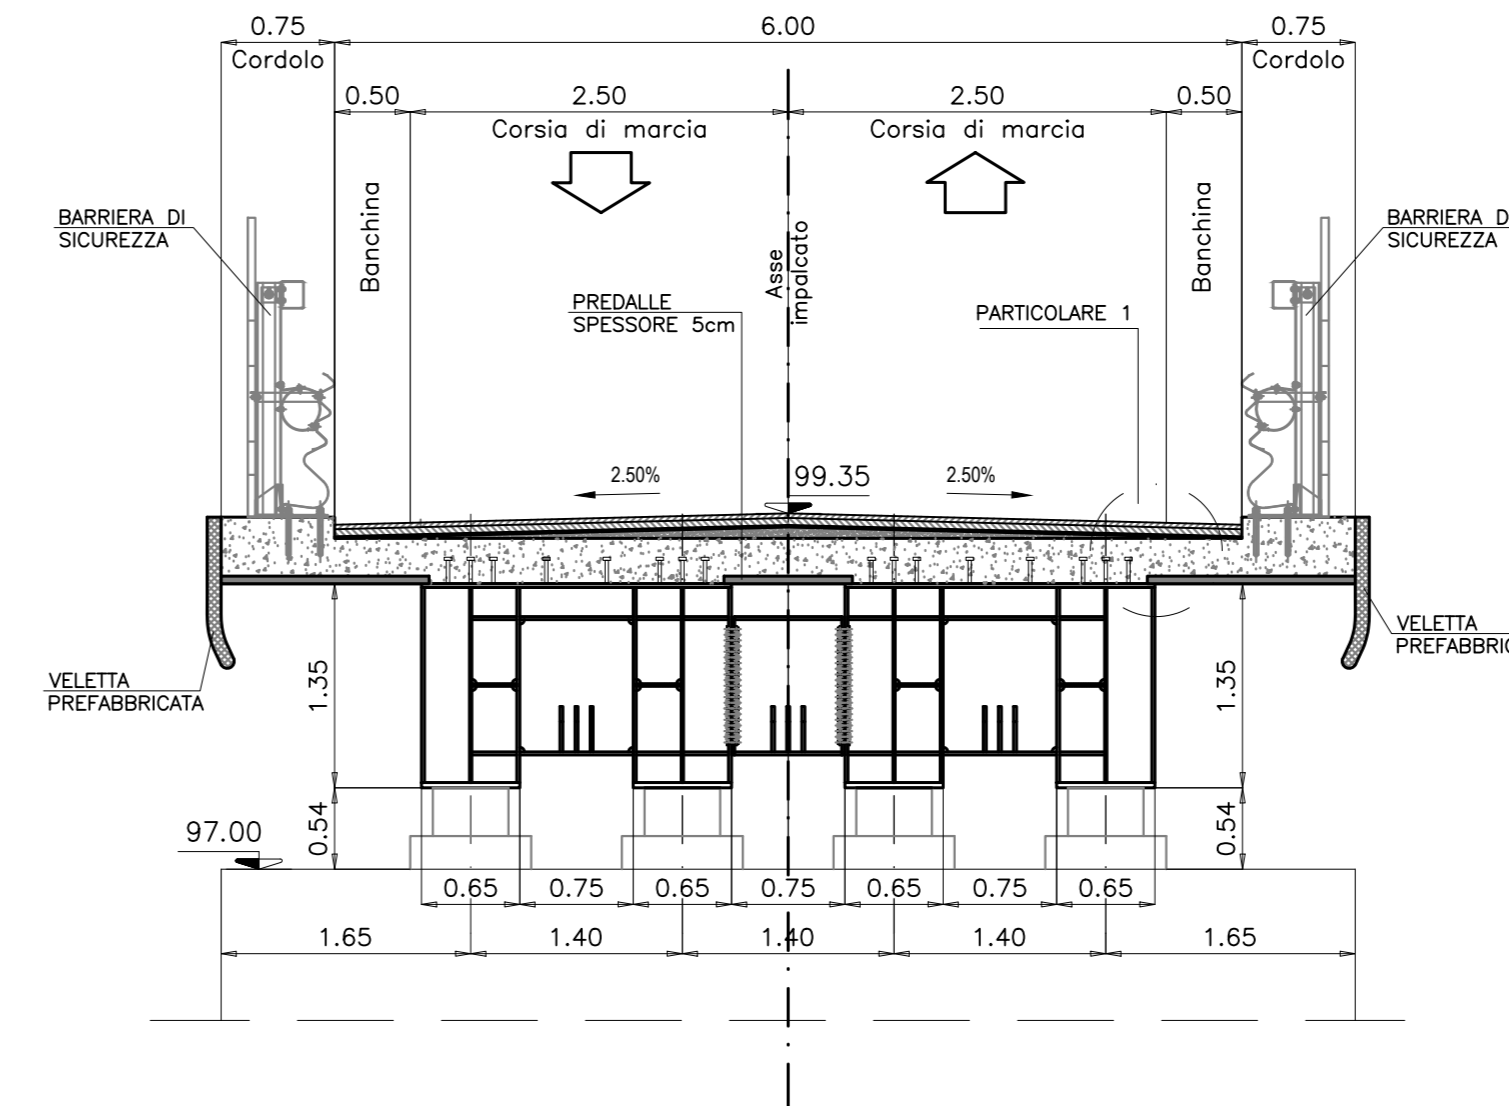 0.75 6.00 0.75
Cordolo Cordolo
0.50 2.50 2.50 0.50
Corsia di marcia Corsia di marcia
Banchina
Banchina
Asse
impalcato
BARRIERA DI
SICUREZZA
BARRIERA D
SICUREZZA
PREDALLE
SPESSORE 5cm
PARTICOLARE 1
2.50% 99.35 2.50%
VELETTA
PREFABBRICATA
VELETTA
PREFABBRIC
1.35 1.35
0.54 0.54
97.00
0.65 0.75 0.65 0.75 0.65 0.75 0.65
1.65 1.40 1.40 1.40 1.65